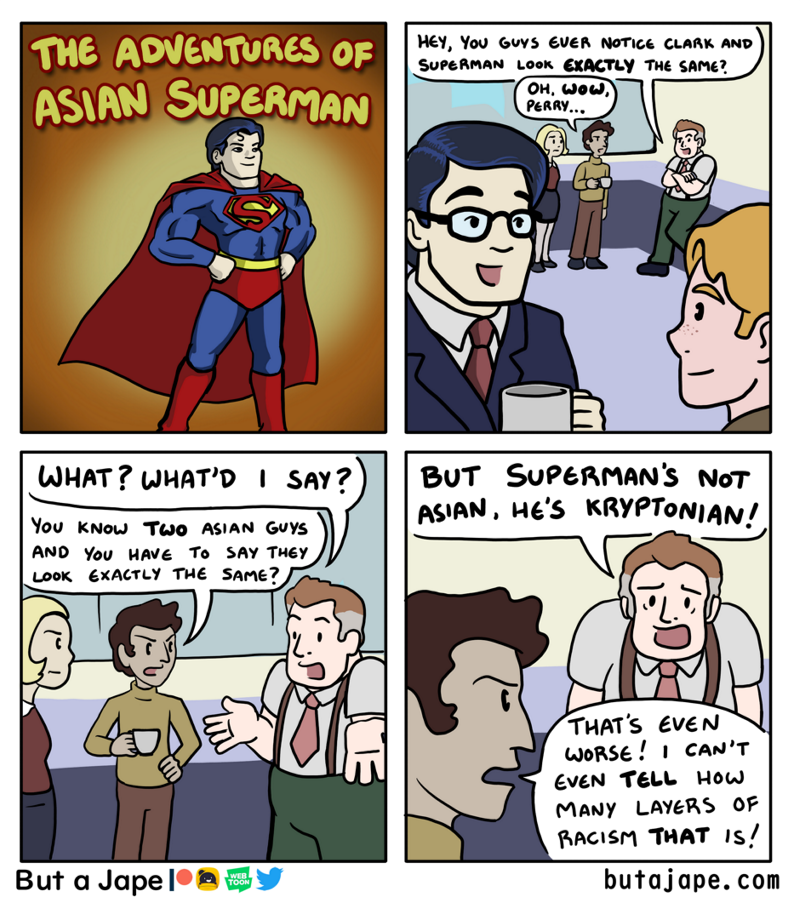 THE ADVENTURES OF
ASIAN SUPERMAN
S
HEY, YOU GUYS EVER NOTICE CLARK AND
SUPERMAN LOOK EXACTLY THE SAME?
OH, WOW,
PERRY...
WHAT? WHAT'D I SAY?
YOU KNOW TWO ASIAN GUYS
AND YOU HAVE TO SAY THEY
LOOK EXACTLY THE SAME?
BUT SUPERMAN'S NOT
ASIAN, HE'S KRYPTONIAN!
THAT'S EVEN
WORSE! I CAN'T
EVEN TELL HOW
MANY LAYERS OF
RACISM THAT IS!
But a Jape
WEB
TOON
butajape.com